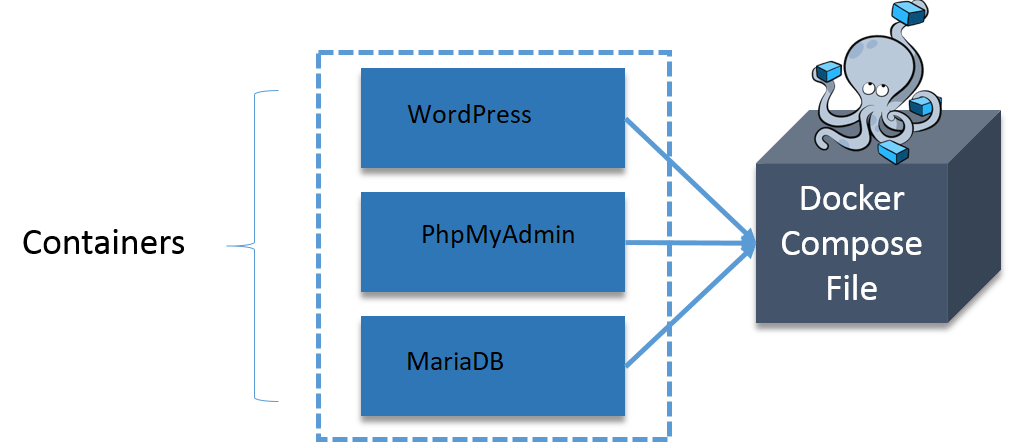 WordPress
PhpMyAdmin
MariaDB
Containers
Docker
Compose
File